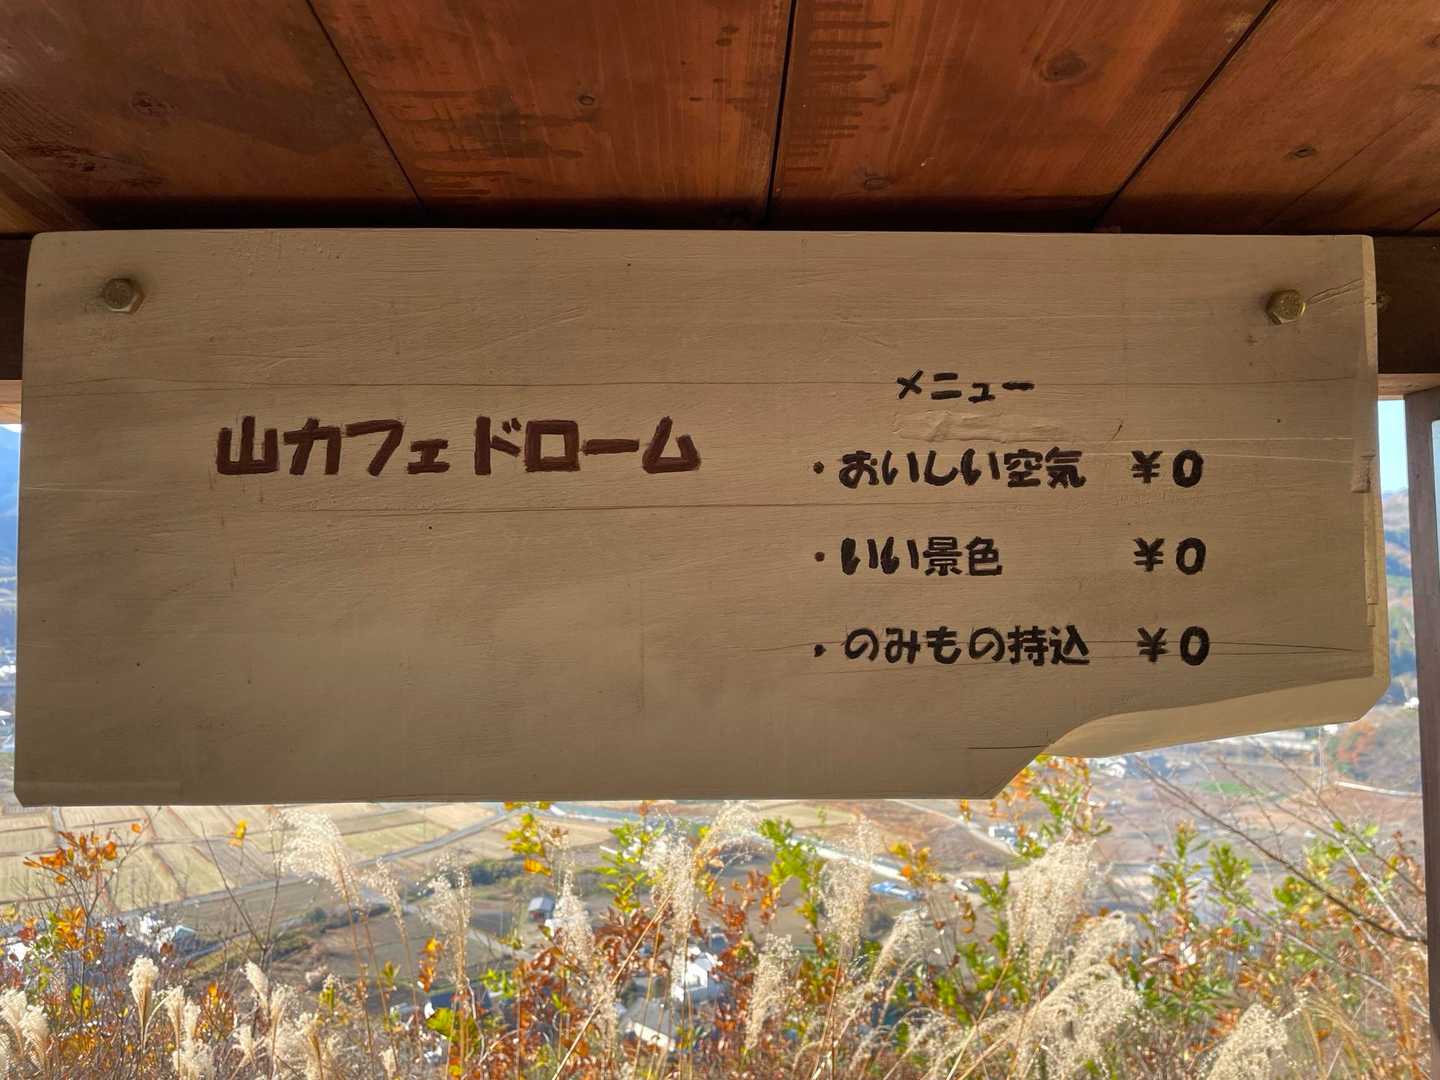 山カフェドローム
メニュー
・おいしい空気 ¥0
・いい景色 ¥0
・のみもの持込 ¥0